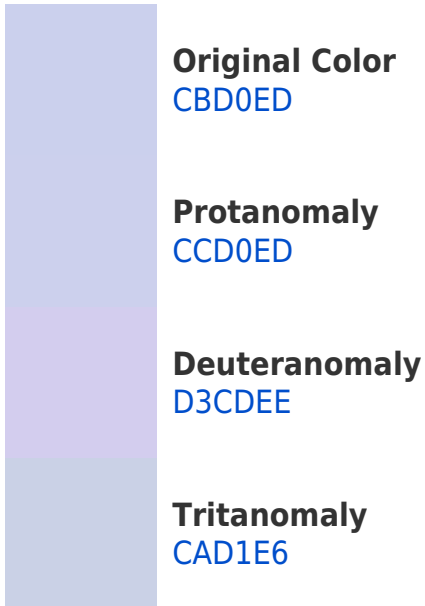 Original Color
CBD0ED
Protanomaly
CCD0ED
Deuteranomaly
D3CDEE
Tritanomaly
CAD1E6